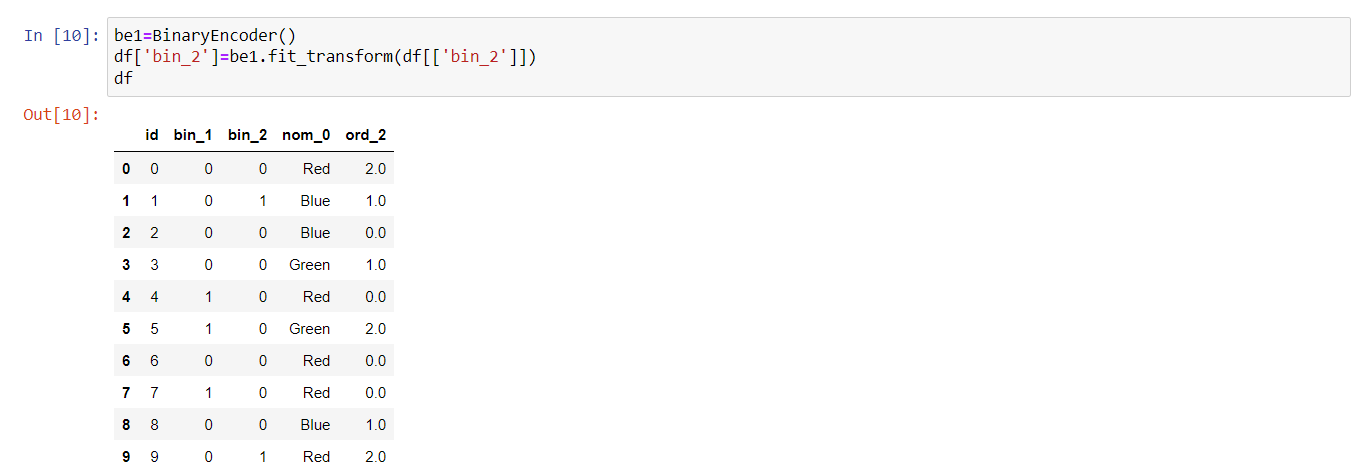 In [10]: be1=BinaryEncoder()
df['bin_2']=be1.fit_transform(df[['bin_2']])
df
Out[10]:
id bin_1 bin_2 nom_0 ord_2
0 0 0 0 Red 2.0
1 1 0 1 Blue 1.0
2 2 0 0 Blue 0.0
3 3 0 0 Green 1.0
4 4 1 0 Red 0.0
5 5 1 0 Green 2.0
6 6 0 0 Red 0.0
7 7 1 0 Red 0.0
8 8 0 0 Blue 1.0
9 9 0 1 Red 2.0